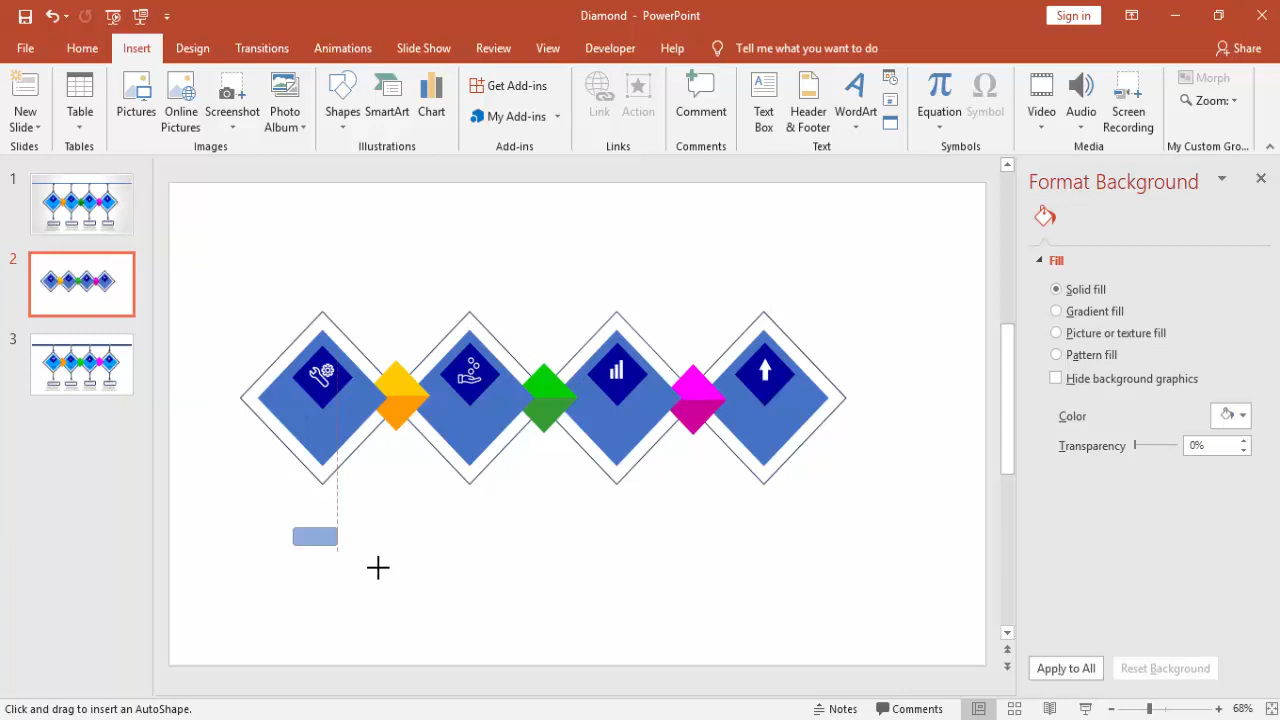 Diamond - PowerPoint
Sign in
File Home Insert Design Transitions Animations Slide Show Review View Developer Help Tell me what you want to do Share
New Slide
Table
Pictures
Online Pictures
Screenshot
Photo Album
Shapes
SmartArt
Chart
Get Add-ins
My Add-ins
Link
Action
Comment
Text Box
Header & Footer
WordArt
Equation
Symbol
Video
Audio
Screen Recording
Morph
Zoom:
Slides Tables Images Illustrations Add-ins Links Comments Text Symbols Media My Custom Gro...
1
2
3
Format Background
Fill
Solid fill
Gradient fill
Picture or texture fill
Pattern fill
Hide background graphics
Color
Transparency 0%
Apply to All Reset Background
Click and drag to insert an AutoShape. Notes Comments 68%